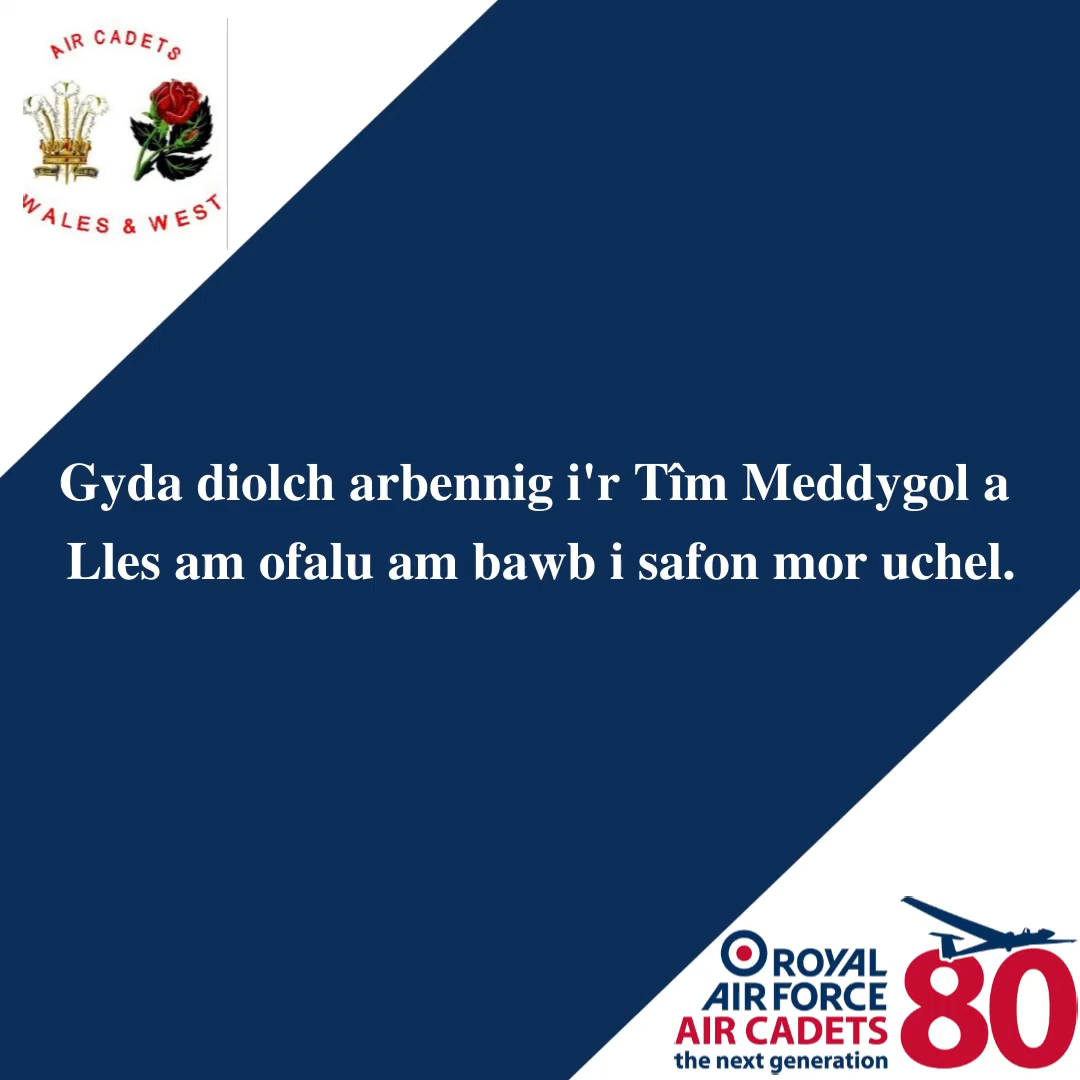 AIR CADETS
WALES & WEST
Gyda diolch arbennig i'r Tîm Meddygol a
Lles am ofalu am bawb i safon mor uchel.
ROYAL
AIR FORCE
AIR CADETS
the next generation
80